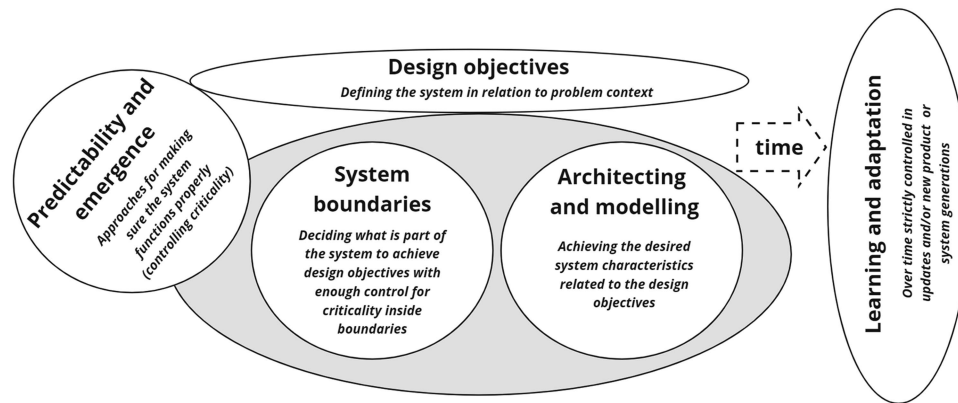 Design objectives
Defining the system in relation to problem context
Predictability and
emergence
Approaches for making
sure the system
functions properly
(controlling criticality)
System
boundaries
Deciding what is part of
the system to achieve
design objectives with
enough control for
criticality inside
boundaries
Architecting
and modelling
Achieving the desired
system characteristics
related to the design
objectives
time
Learning and adaptation
Over time strictly controlled in
updates and/or new product or
system generations